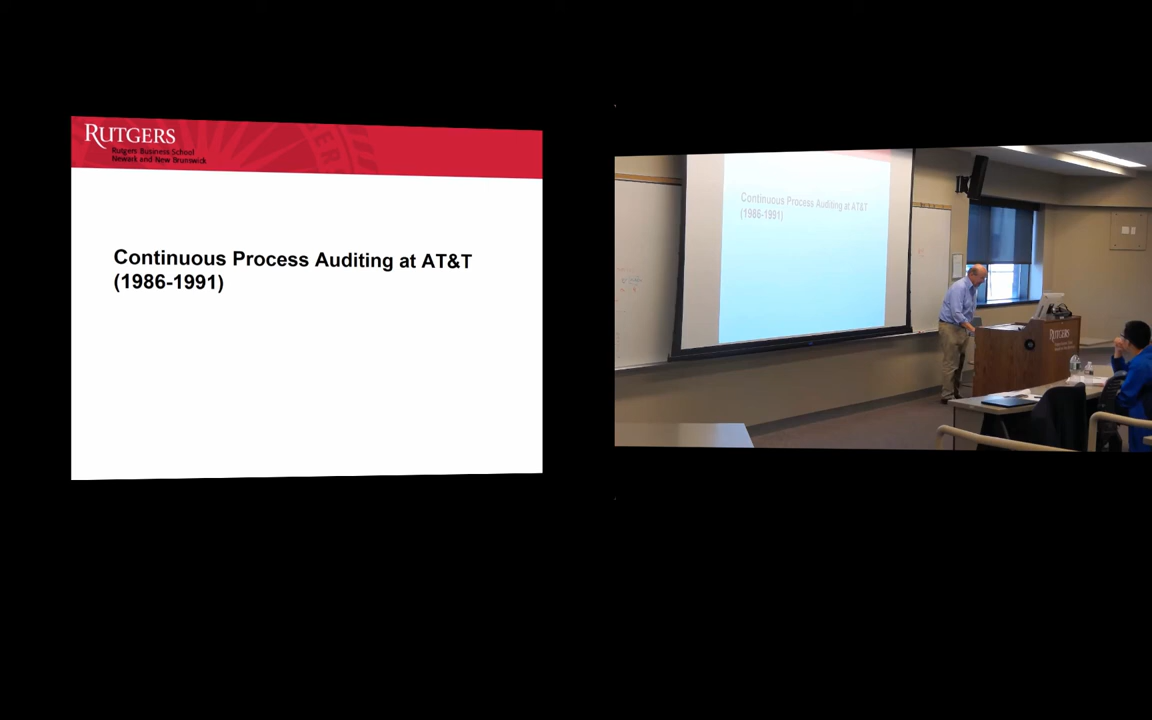 RUTGERS
Rutgers Business School
Newark and New Brunswick
Continuous Process Auditing at AT&T
(1986-1991)
Continuous Process Auditing at AT&T
(1986-1991)
RUTGERS